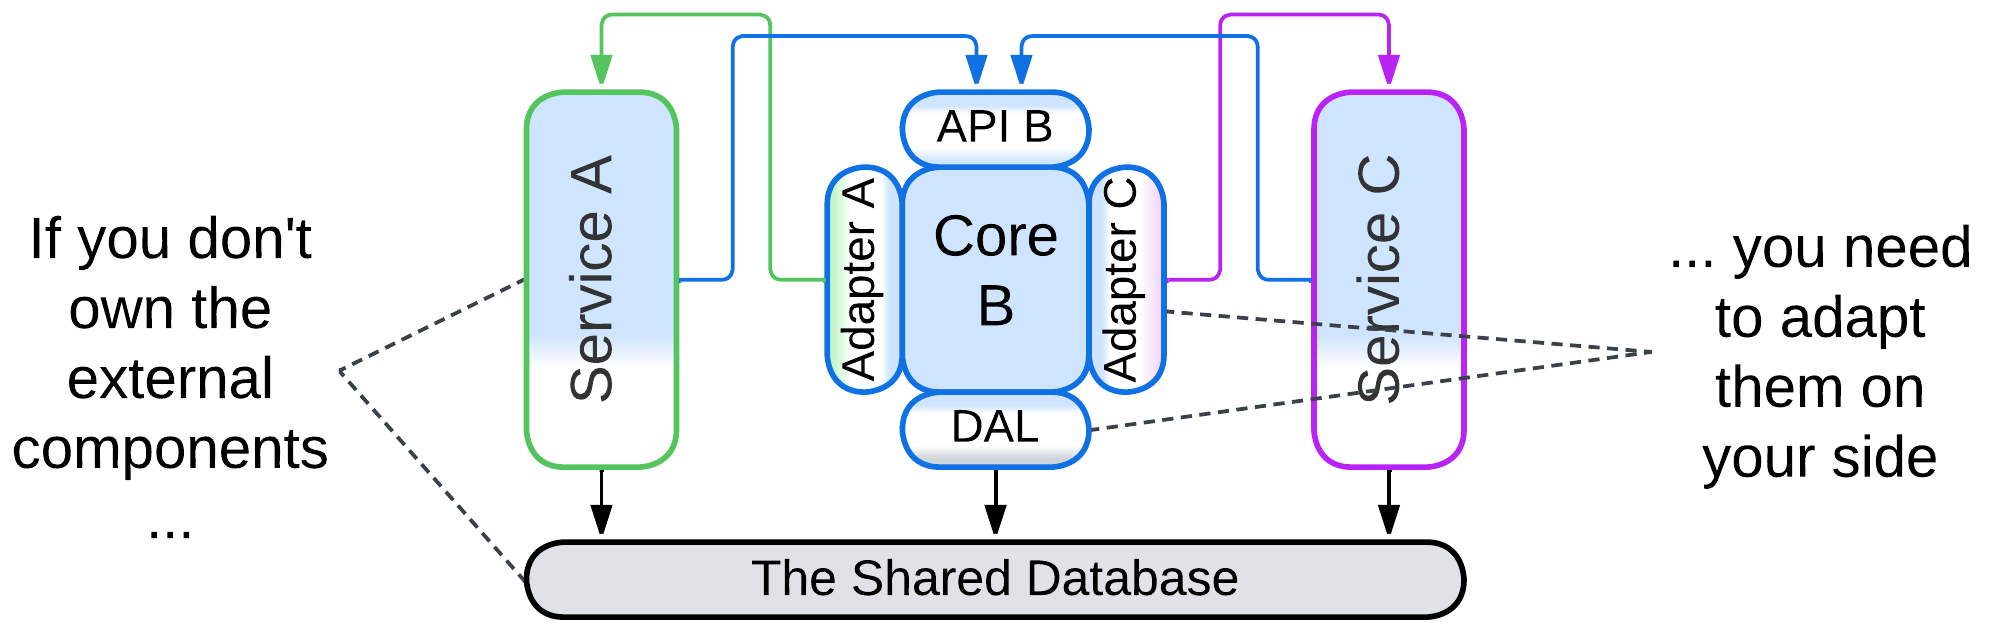 If you don't
own the
external
components
...
Service A
API B
Adapter A
Core
B
Adapter C
DAL
Service C
The Shared Database
... you need
to adapt
them on
your side